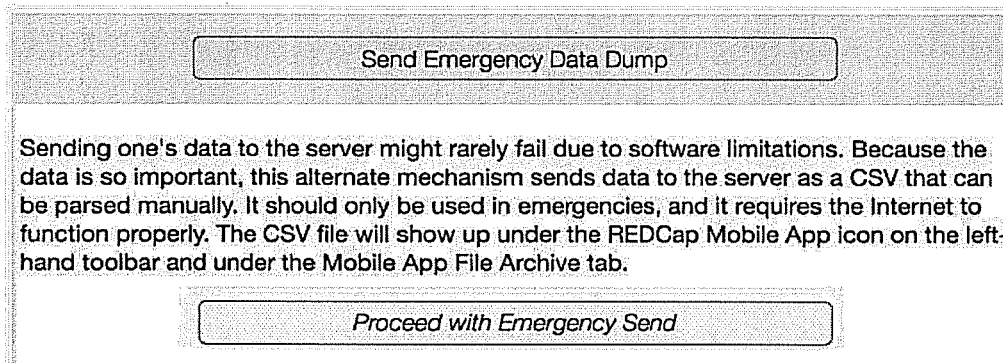 Send Emergency Data Dump
Sending one's data to the server might rarely fail due to software limitations. Because the
data is so important, this alternate mechanism sends data to the server as a CSV that can
be parsed manually. It should only be used in emergencies, and it requires the Internet to
function properly. The CSV file will show up under the REDCap Mobile App icon on the left-
hand toolbar and under the Mobile App File Archive tab.
Proceed with Emergency Send